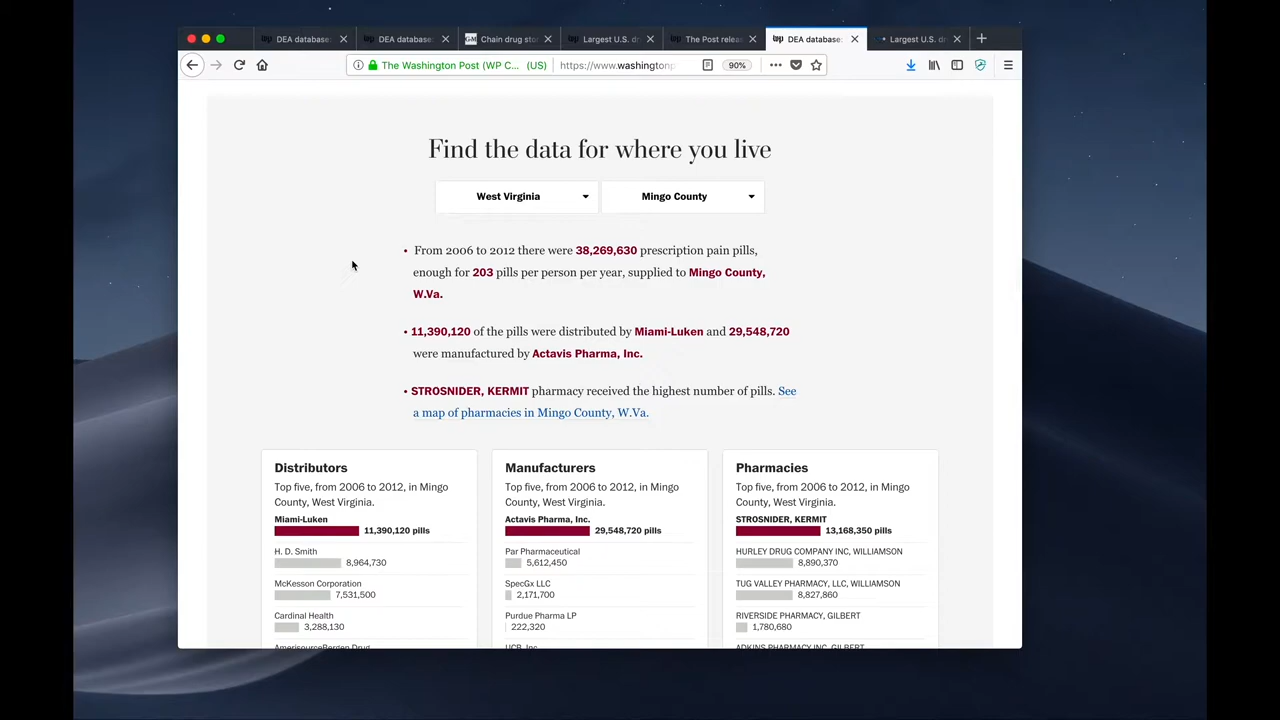 DEA database:
DEA database:
G&M Chain drug sto
wp Largest U.S. d
The Post relea
wp DEA database:
Largest U.S. dr
The Washington Post (WP C... (US)
https://www.washingtonp
90%
Find the data for where you live
West Virginia
Mingo County
• From 2006 to 2012 there were 38,269,630 prescription pain pills,
enough for 203 pills per person per year, supplied to Mingo County,
W.Va.
• 11,390,120 of the pills were distributed by Miami-Luken and 29,548,720
were manufactured by Actavis Pharma, Inc.
• STROSNIDER, KERMIT pharmacy received the highest number of pills. See
a map of pharmacies in Mingo County, W.Va.
Distributors
Top five, from 2006 to 2012, in Mingo
County, West Virginia.
Miami-Luken
11,390,120 pills
H. D. Smith
8,964,730
McKesson Corporation
7,531,500
Cardinal Health
3,288,130
AmerisourceBergen Drug
Manufacturers
Top five, from 2006 to 2012, in Mingo
County, West Virginia.
Actavis Pharma, Inc.
29,548,720 pills
Par Pharmaceutical
5,612,450
SpecGx LLC
2,171,700
Purdue Pharma LP
222,320
UCB, Inc.
Pharmacies
Top five, from 2006 to 2012, in Mingo
County, West Virginia.
STROSNIDER, KERMIT
13,168,350 pills
HURLEY DRUG COMPANY INC, WILLIAMSON
8,890,370
TUG VALLEY PHARMACY, LLC, WILLIAMSON
8,827,860
RIVERSIDE PHARMACY, GILBERT
1,780,680
ADKINS PHARMACY INC, GILBERT